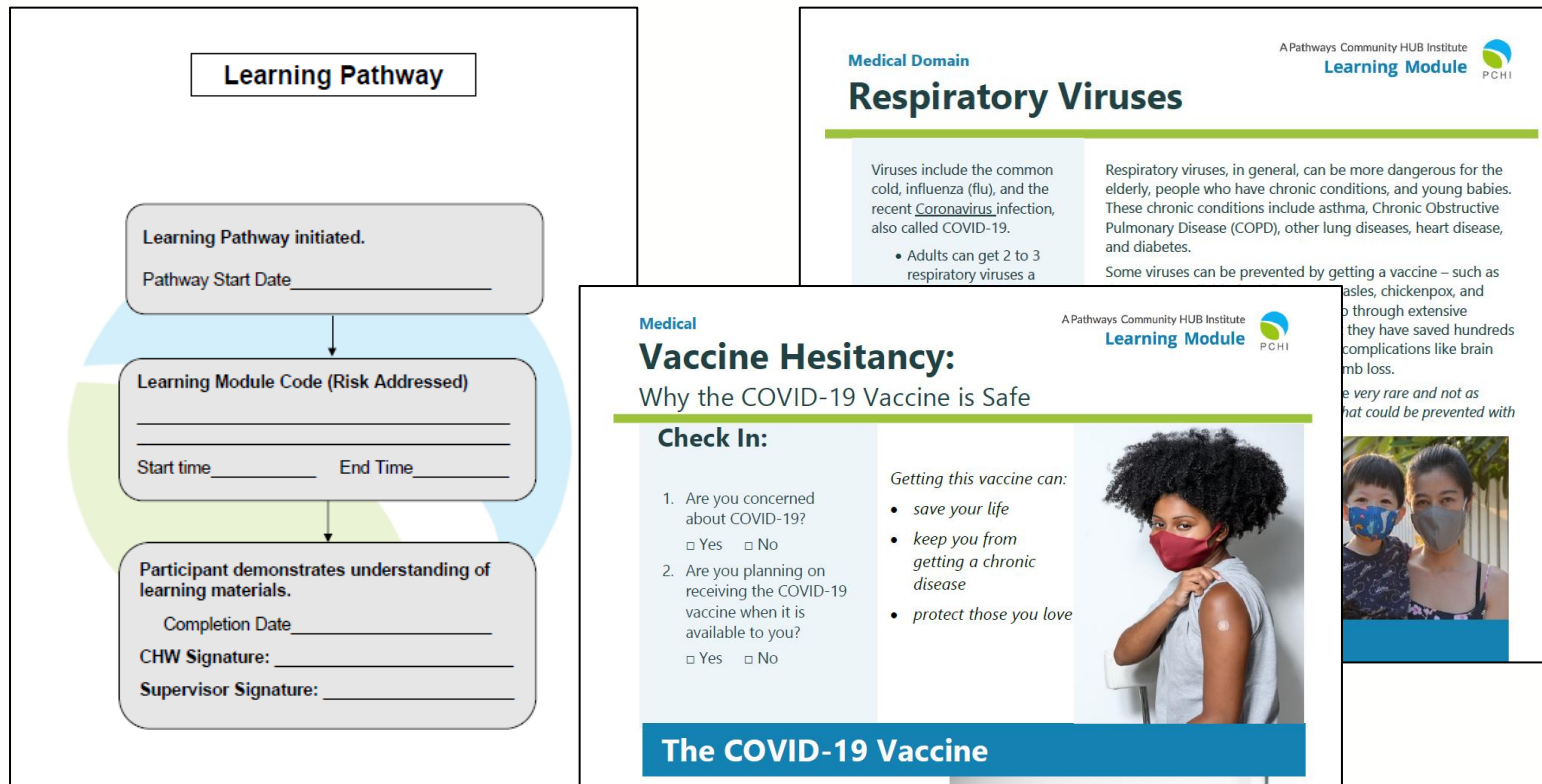 Learning Pathway
Learning Pathway initiated.
Pathway Start Date
Learning Module Code (Risk Addressed)
Start time End Time
Participant demonstrates understanding of
learning materials.
Completion Date
CHW Signature:
Supervisor Signature:
Medical Domain
Respiratory Viruses
A Pathways Community HUB Institute
Learning Module
PCHI
Viruses include the common
cold, influenza (flu), and the
recent Coronavirus infection,
also called COVID-19.
• Adults can get 2 to 3
respiratory viruses a
Respiratory viruses, in general, can be more dangerous for the
elderly, people who have chronic conditions, and young babies.
These chronic conditions include asthma, Chronic Obstructive
Pulmonary Disease (COPD), other lung diseases, heart disease,
and diabetes.
Some viruses can be prevented by getting a vaccine – such as
asles, chickenpox, and
through extensive
they have saved hundreds
complications like brain
mb loss.
e very rare and not as
hat could be prevented with
Medical
Vaccine Hesitancy:
Why the COVID-19 Vaccine is Safe
A Pathways Community HUB Institute
Learning Module
PCHI
Check In:
1. Are you concerned
about COVID-19?
□ Yes □ No
2. Are you planning on
receiving the COVID-19
vaccine when it is
available to you?
□ Yes □ No
Getting this vaccine can:
• save your life
• keep you from
getting a chronic
disease
• protect those you love
The COVID-19 Vaccine